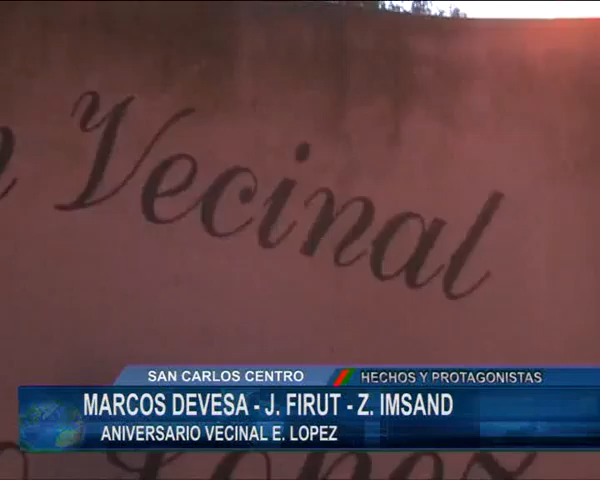 n Vecinal
SAN CARLOS CENTRO
HECHOS Y PROTAGONISTAS
MARCOS DEVESA - J. FIRUT - Z. IMSAND
ANIVERSARIO VECINAL E. LOPEZ